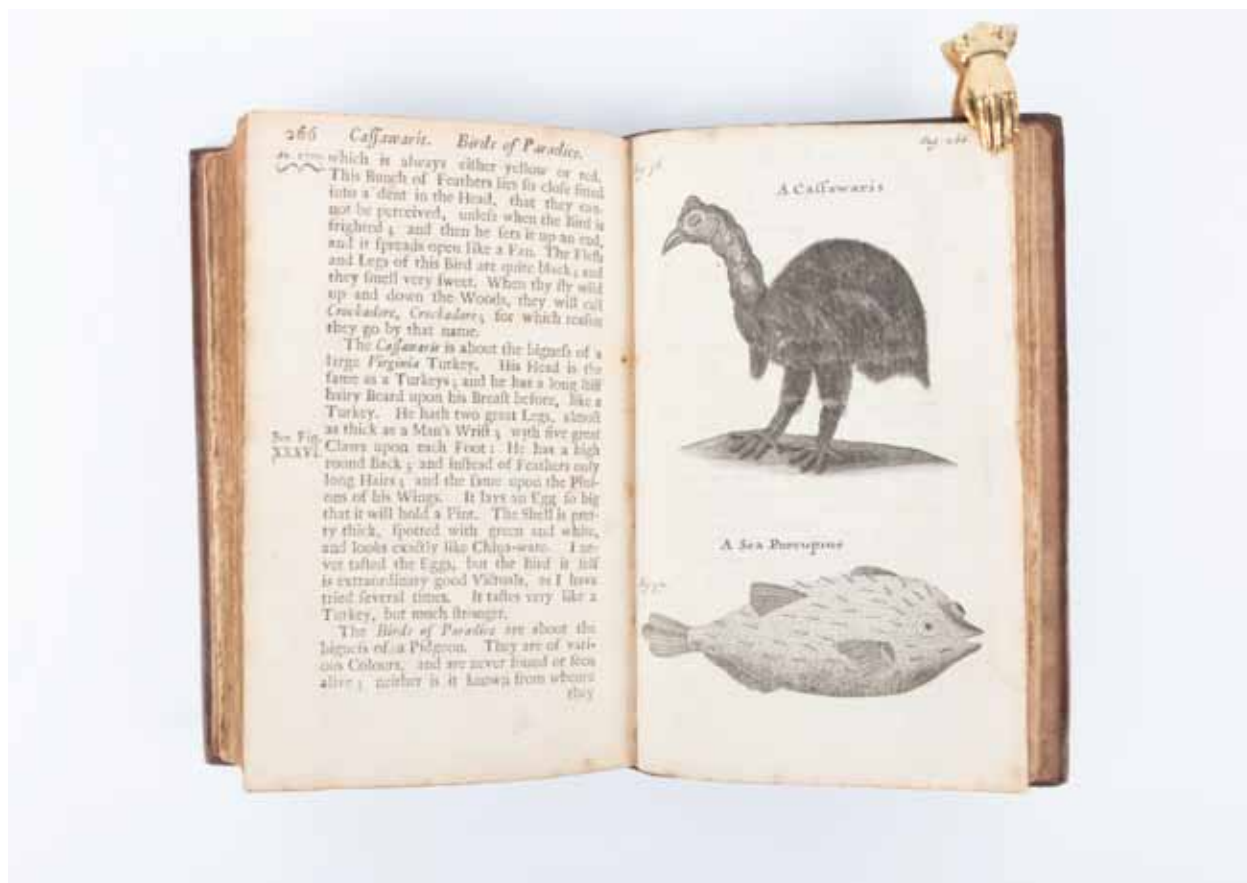 266 Caſſawaris. Birds of Paradice.
An. 1700. which is always either yellow or red.
This Bunch of Feathers lies ſo cloſe fitted
into a dent in the Head, that they can-
not be perceived, unleſs when the Bird is
frighted; and then he ſets it up an end,
and it ſpreads open like a Fan. The Fleſh
and Legs of this Bird are quite black; and
they ſmell very ſweet. When thy fly wild
up and down the Woods, they will call
Crockadore, Crockadore; for which reaſon
they go by that name.
The Caſſawaris is about the bigneſs of a
large Virginia Turkey. His Head is the
ſame as a Turkeys; and he has a long ſtiff
hairy Beard upon his Breaſt before, like a
Turkey. He hath two great Legs, almoſt
as thick as a Man's Wriſt; with five great
See Fig.
XXXVI. Claws upon each Foot: He has a high
round Back; and inſtead of Feathers only
long Hairs; and the ſame upon the Pini-
ons of his Wings. It lays an Egg ſo big
that it will hold a Pint. The Shell is pret-
ty thick, ſpotted with green and white,
and looks exactly like China-ware. I ne-
ver taſted the Eggs, but the Bird it ſelf
is extraordinary good Victuals, as I have
tried ſeveral times. It taſtes very like a
Turkey, but much ſtronger.
The Birds of Paradice are about the
bigneſs of a Pidgeon. They are of vari-
ous Colours, and are never found or ſeen
alive; neither is it known from whence
they
Pag. 266
A Caſſawaris
A Sea Porcupine